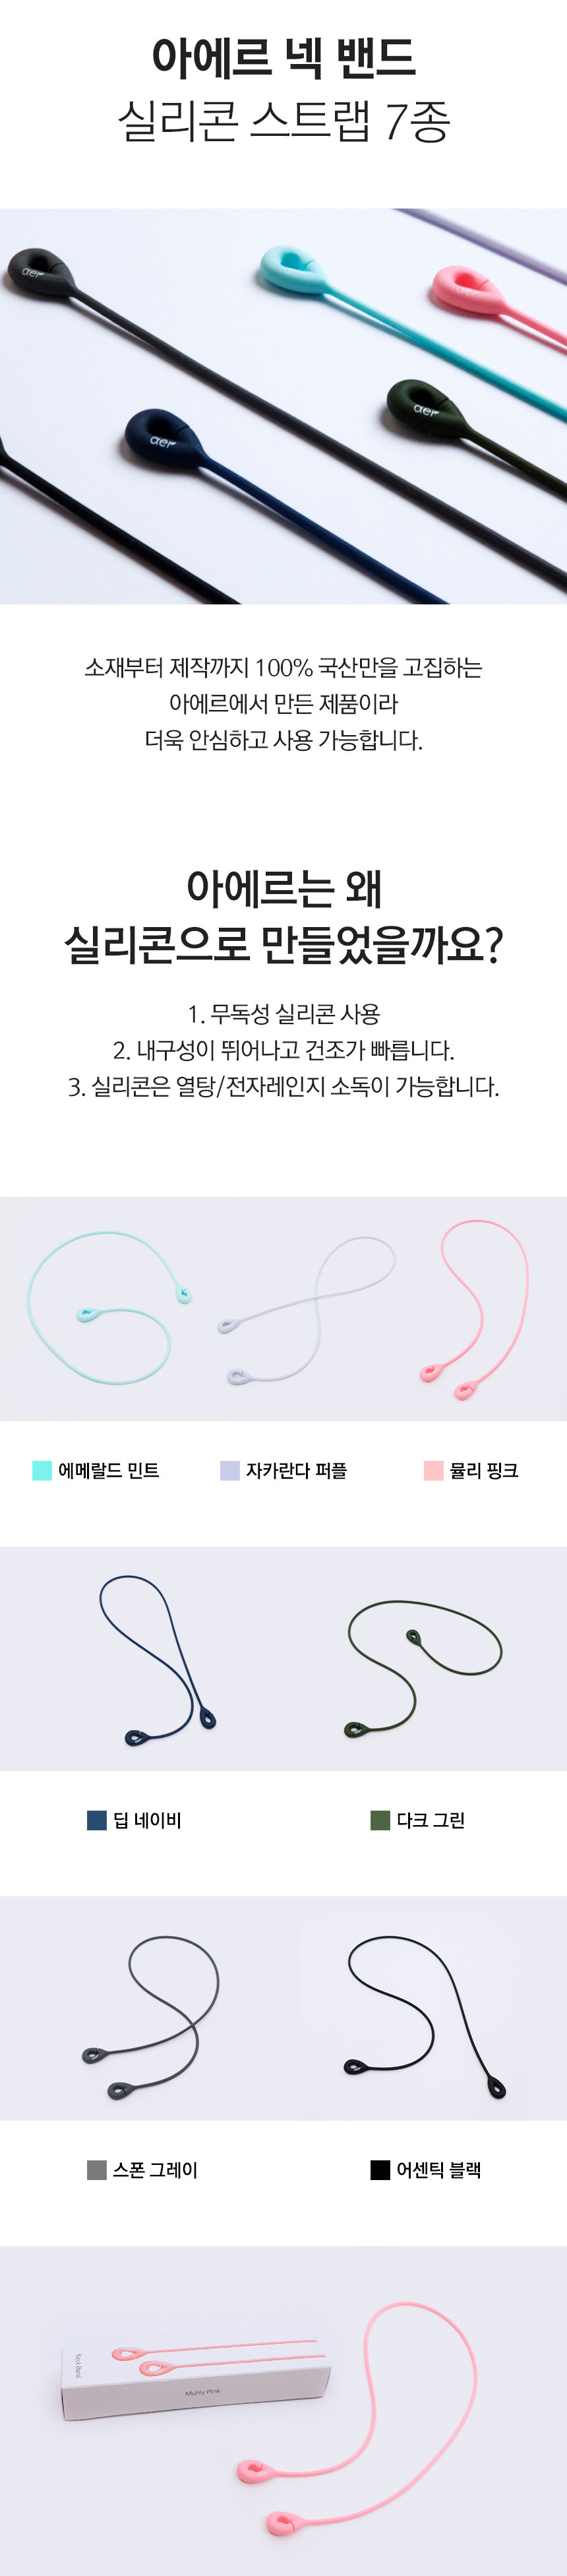 아에르 넥 밴드
실리콘 스트랩 7종
aer
aer
aer
aer
소재부터 제작까지 100% 국산만을 고집하는
아에르에서 만든 제품이라
더욱 안심하고 사용 가능합니다.
아에르는 왜
실리콘으로 만들었을까요?
1. 무독성 실리콘 사용
2. 내구성이 뛰어나고 건조가 빠릅니다.
3. 실리콘은 열탕/전자레인지 소독이 가능합니다.
에메랄드 민트
자카란다 퍼플
뮬리 핑크
딥 네이비
다크 그린
스폰 그레이
어센틱 블랙
Neck Band
Muhly Pink